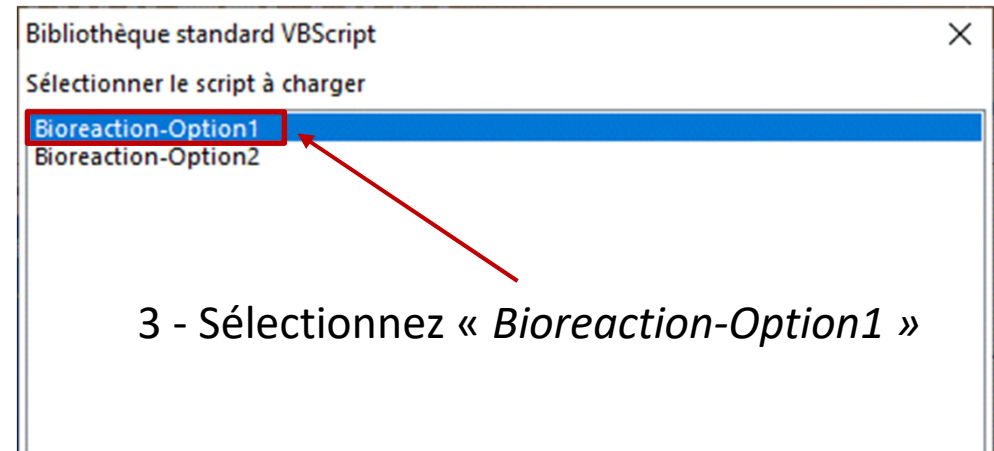 Bibliothèque standard VBScript
Sélectionner le script à charger
Bioreaction-Option1
Bioreaction-Option2
3 - Sélectionnez « Bioreaction-Option1 »